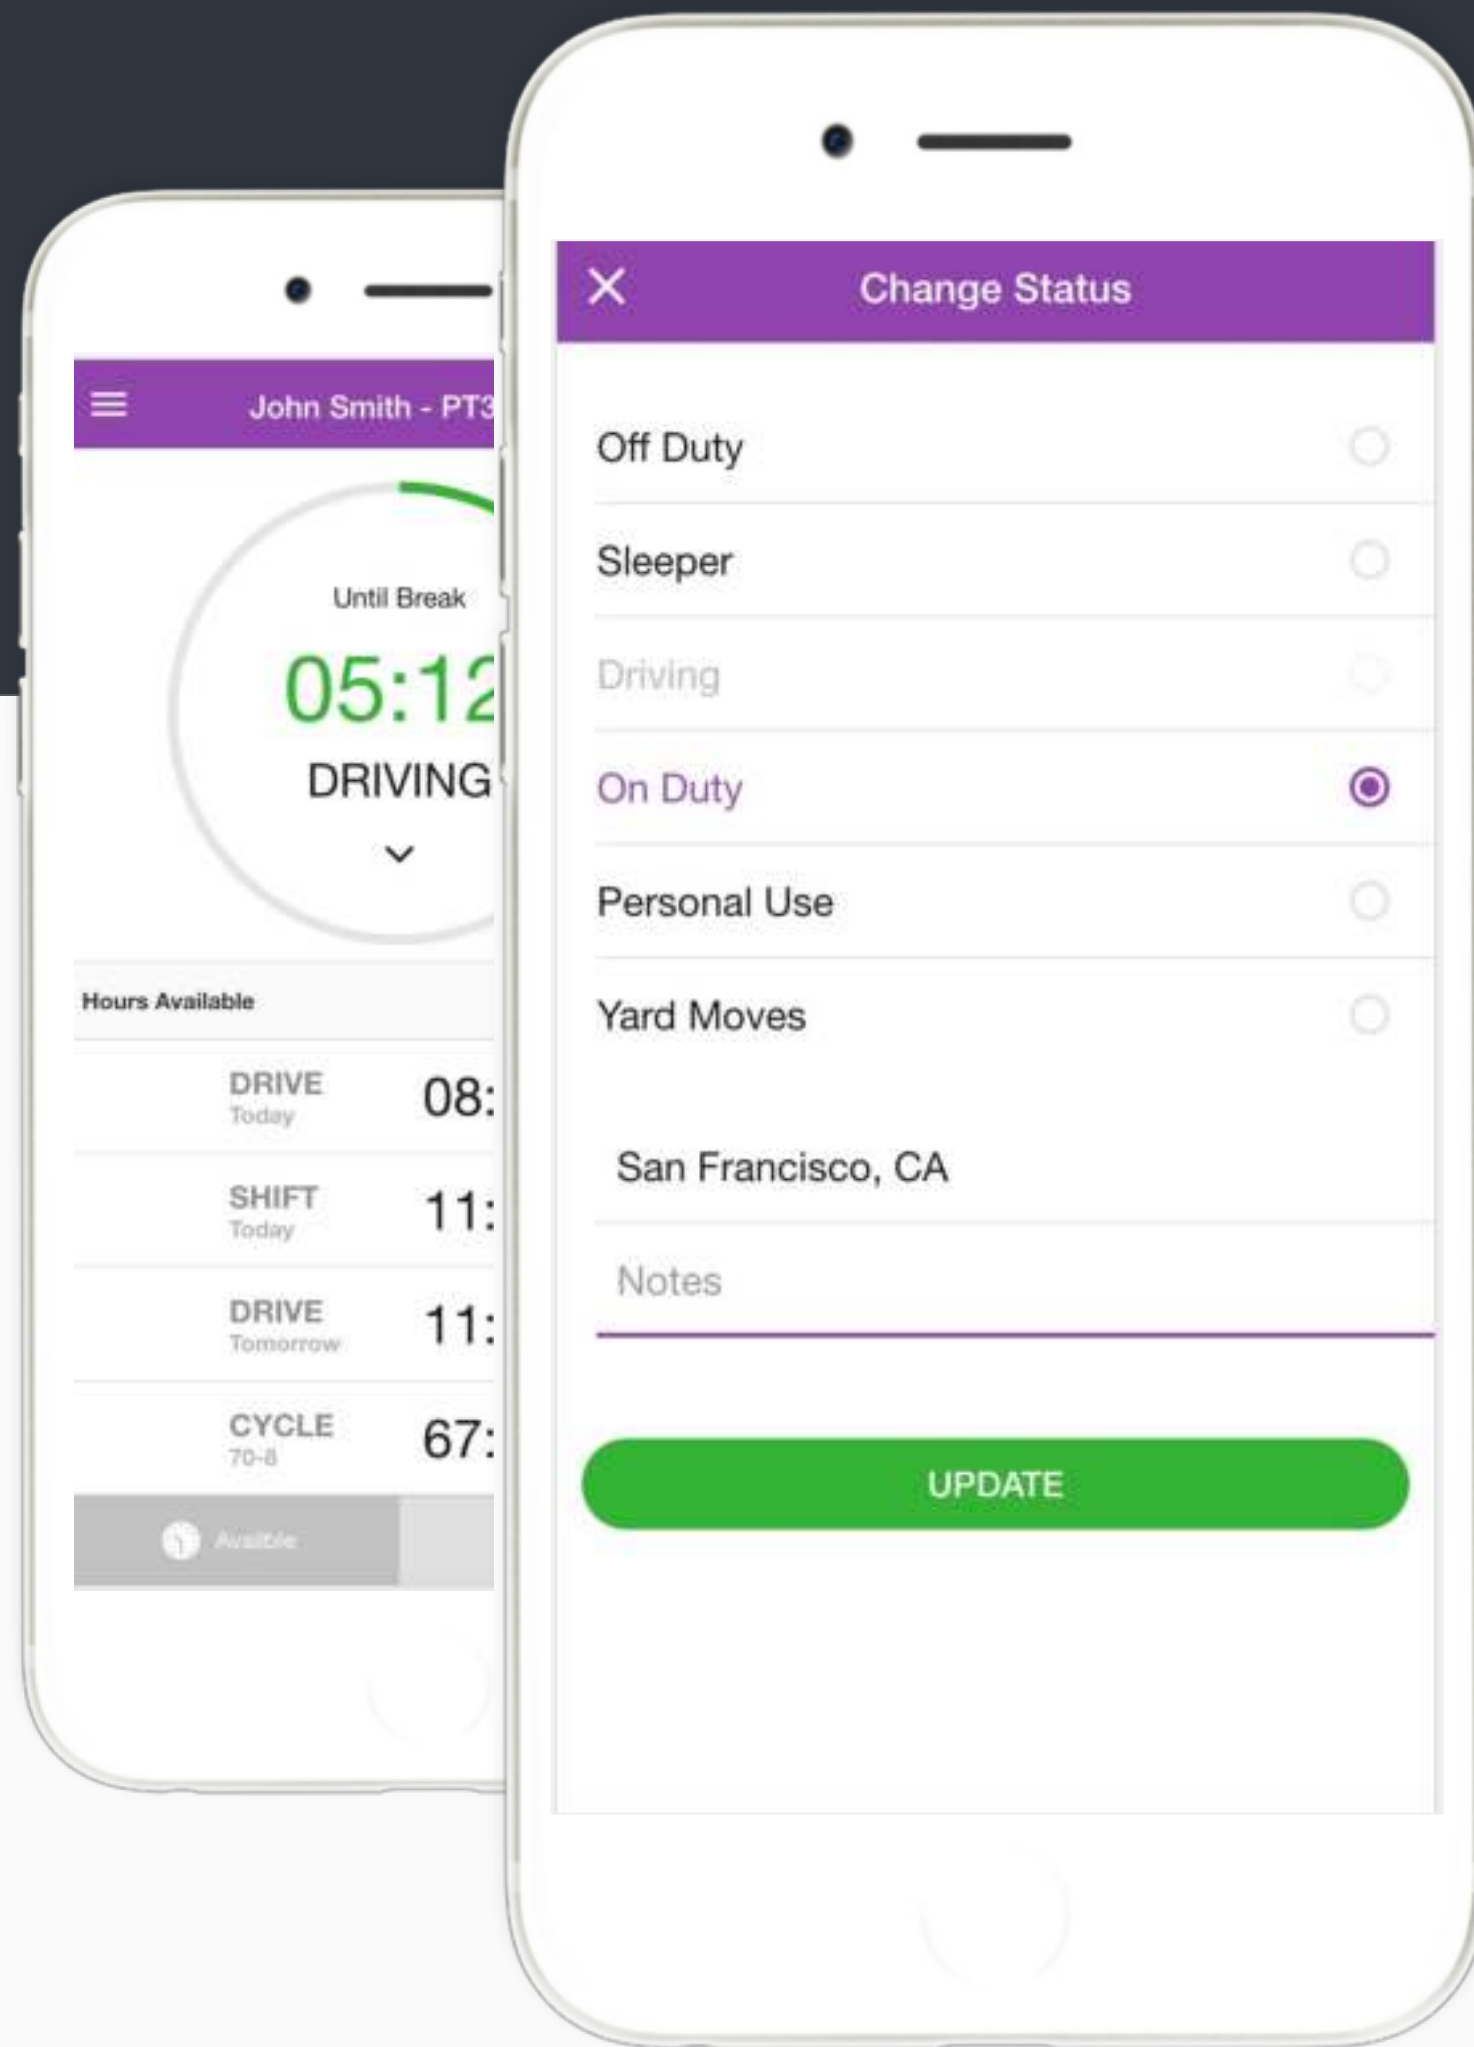 John Smith - PT3
Until Break
05:12
DRIVING
Hours Available
DRIVE
Today
08:
SHIFT
Today
11:
DRIVE
Tomorrow
11:
CYCLE
70-8
67:
Availble
Change Status
Off Duty
Sleeper
Driving
On Duty
Personal Use
Yard Moves
San Francisco, CA
Notes
UPDATE